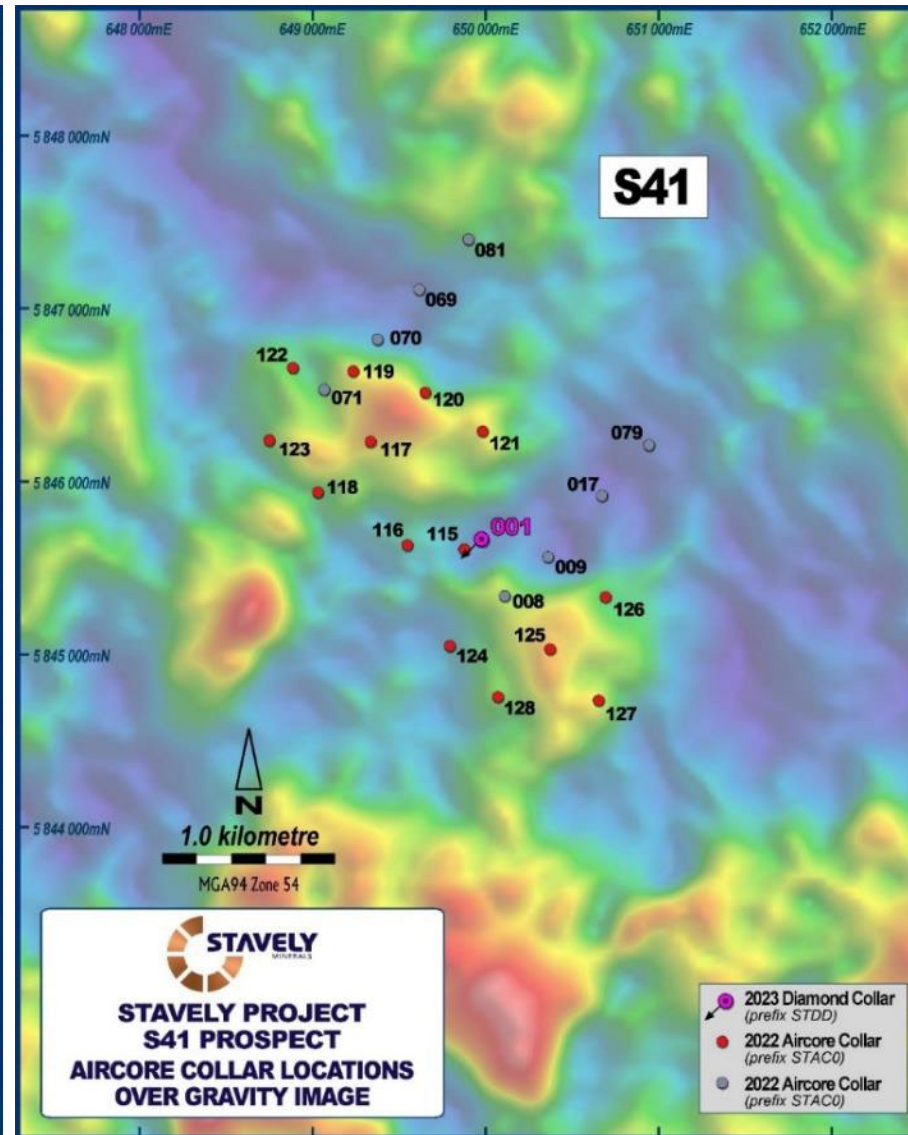 648 000mE 649 000mE 650 000mE 651 000mE 652 000mE
5 848 000mN
S41
081
069
5 847 000mN
070
122
119
071
120
079
121
123
117
5 846 000mN
017
118
001
116
115
009
008
126
125
5 845 000mN
124
128
127
N
5 844 000mN
1.0 kilometre
MGA94 Zone 54
STAVELY
MINERALS
STAVELY PROJECT
S41 PROSPECT
AIRCORE COLLAR LOCATIONS
OVER GRAVITY IMAGE
2023 Diamond Collar
(prefix STDD)
2022 Aircore Collar
(prefix STAC0)
2022 Aircore Collar
(prefix STAC0)